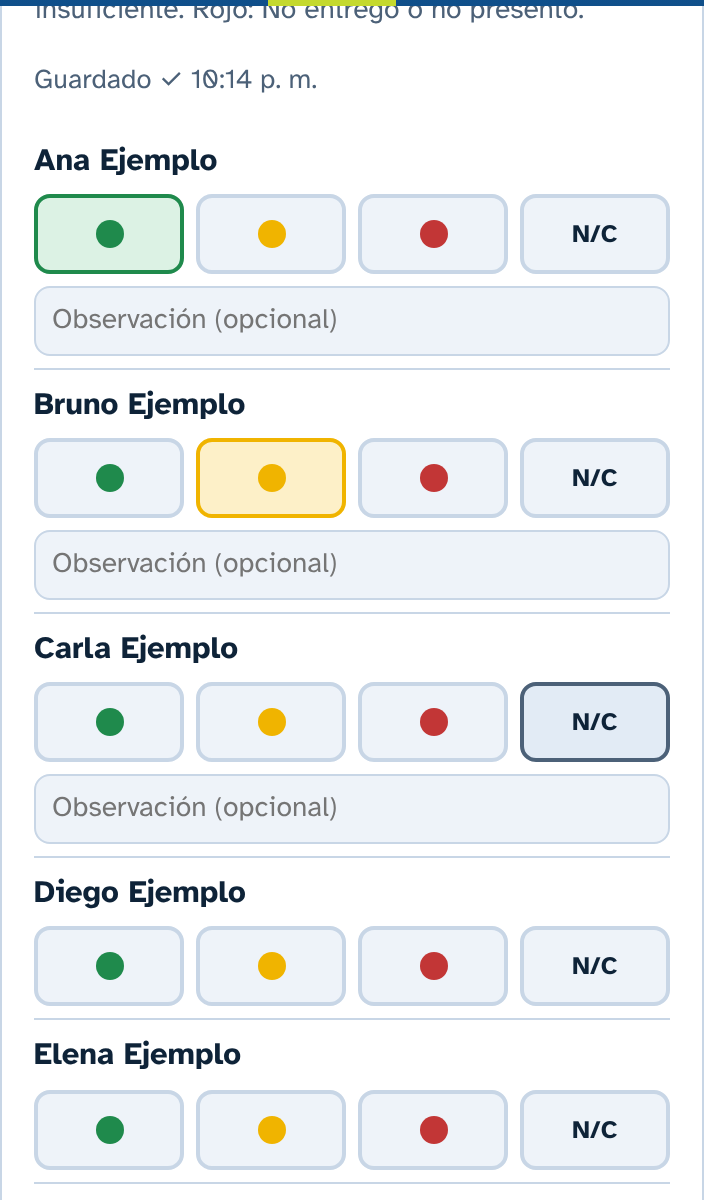 Insuficiente. Rojo: No entregó o no presentó.
Guardado ✓ 10:14 p. m.
Ana Ejemplo
N/C
Observación (opcional)
Bruno Ejemplo
N/C
Observación (opcional)
Carla Ejemplo
N/C
Observación (opcional)
Diego Ejemplo
N/C
Elena Ejemplo
N/C